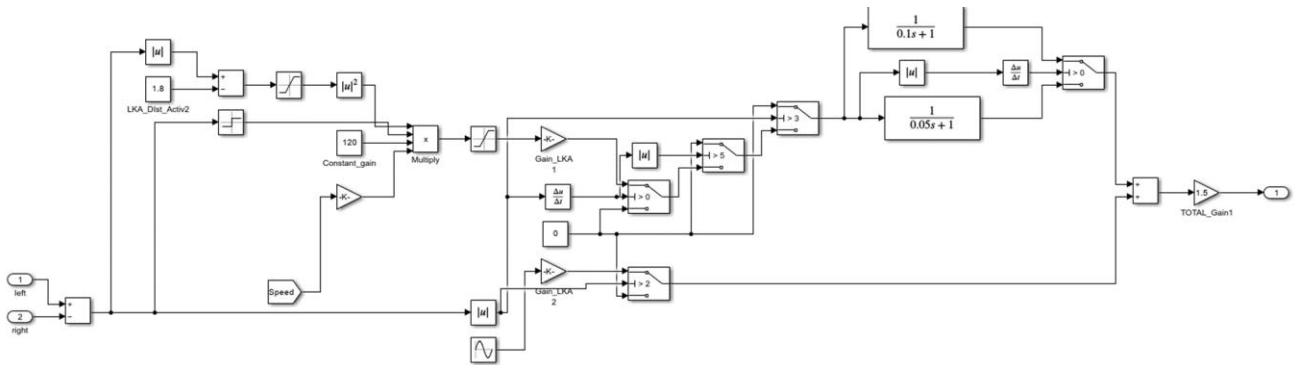 1
0.1s + 1
|u|
+
−
1.8
LKA_DIst_Activ2
|u|²
|u|
Δu
Δt
> 0
1
0.05s + 1
> 3
120
Constant_gain
x
Multiply
-K-
Gain_LKA
1
|u|
> 5
-K-
Δu
Δt
> 0
0
+
+
1.5
TOTAL_Gain1
1
1
left
2
right
+
−
Speed
-K-
Gain_LKA
2
> 2
|u|